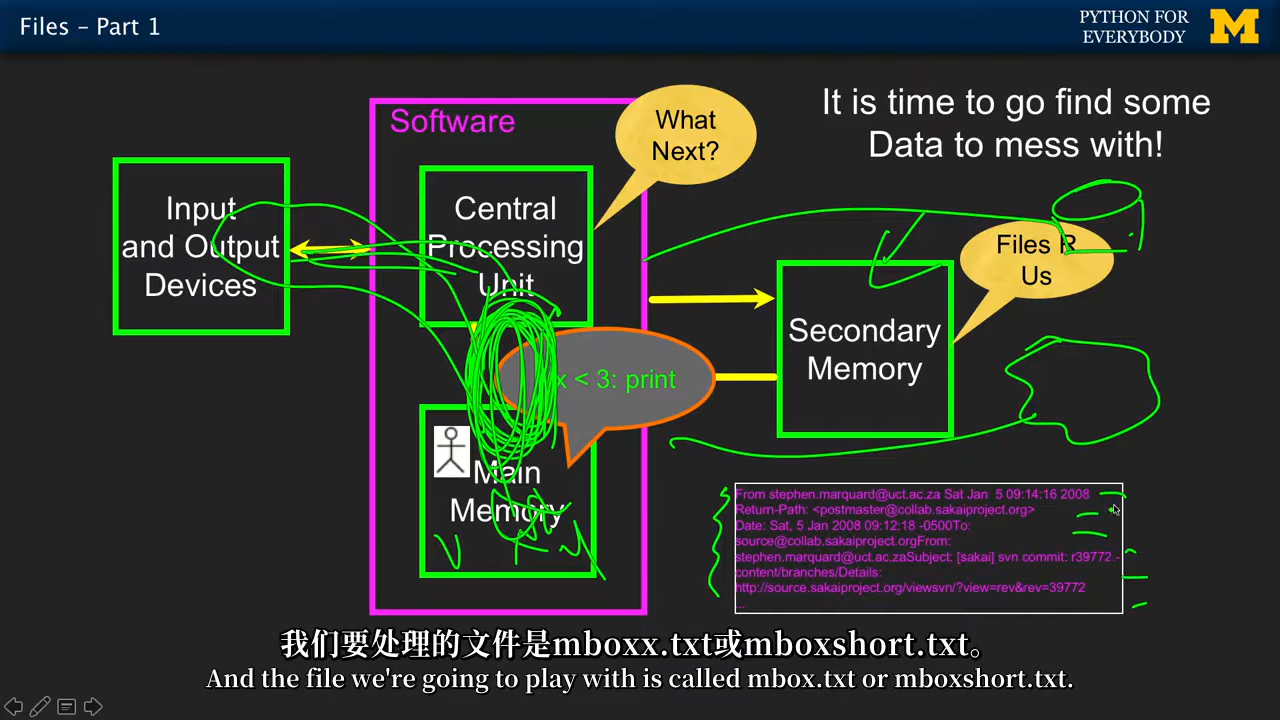 Files – Part 1
PYTHON FOR
EVERYBODY
Software
What
Next?
It is time to go find some
Data to mess with!
Input
and Output
Devices
Central
Processing
Unit
Files R
Us
Secondary
Memory
x < 3: print
Main
Memory
From stephen.marquard@uct.ac.za Sat Jan 5 09:14:16 2008
Return-Path: <postmaster@collab.sakaiproject.org>
Date: Sat, 5 Jan 2008 09:12:18 -0500To:
source@collab.sakaiproject.orgFrom:
stephen.marquard@uct.ac.zaSubject: [sakai] svn commit: r39772 -
content/branches/Details:
http://source.sakaiproject.org/viewsvn/?view=rev&rev=39772
...
我们要处理的文件是mboxx.txt或mboxshort.txt。
And the file we're going to play with is called mbox.txt or mboxshort.txt.